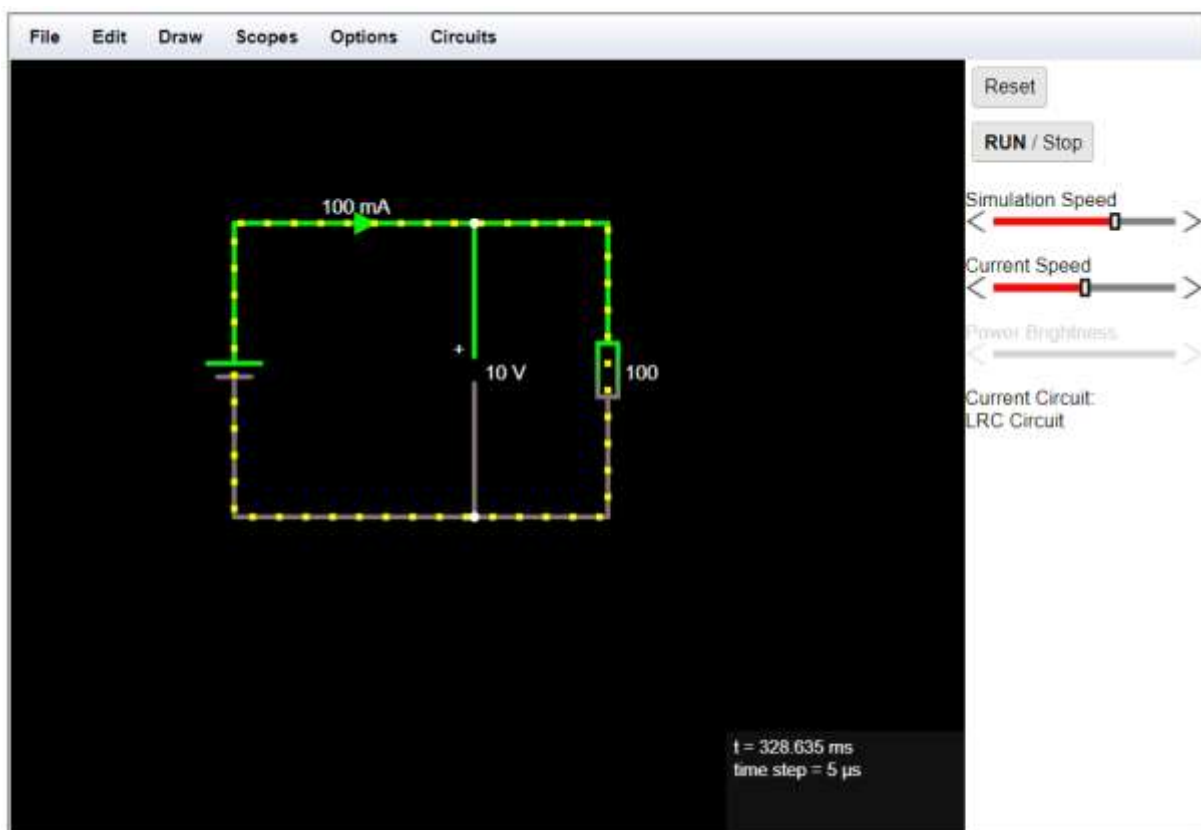 File Edit Draw Scopes Options Circuits
Reset
RUN / Stop
Simulation Speed
Current Speed
Power Brightness
Current Circuit:
LRC Circuit
100 mA
+
10 V
100
t = 328.635 ms
time step = 5 µs